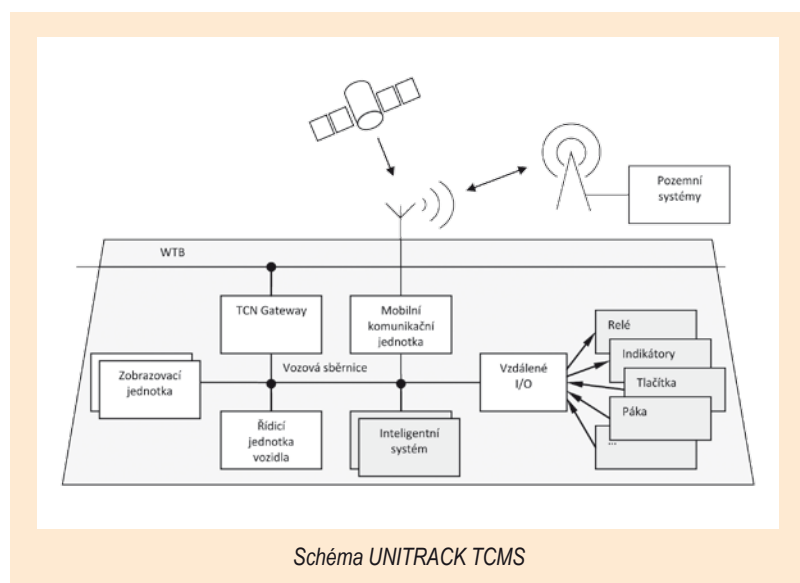 Pozemní
systémy
WTB
TCN Gateway
Mobilní
komunikační
jednotka
Relé
Indikátory
Tlačítka
Páka
...
Vozová sběrnice
Vzdálené
I/O
Zobrazovací
jednotka
Řídicí
jednotka
vozidla
Inteligentní
systém
Schéma UNITRACK TCMS